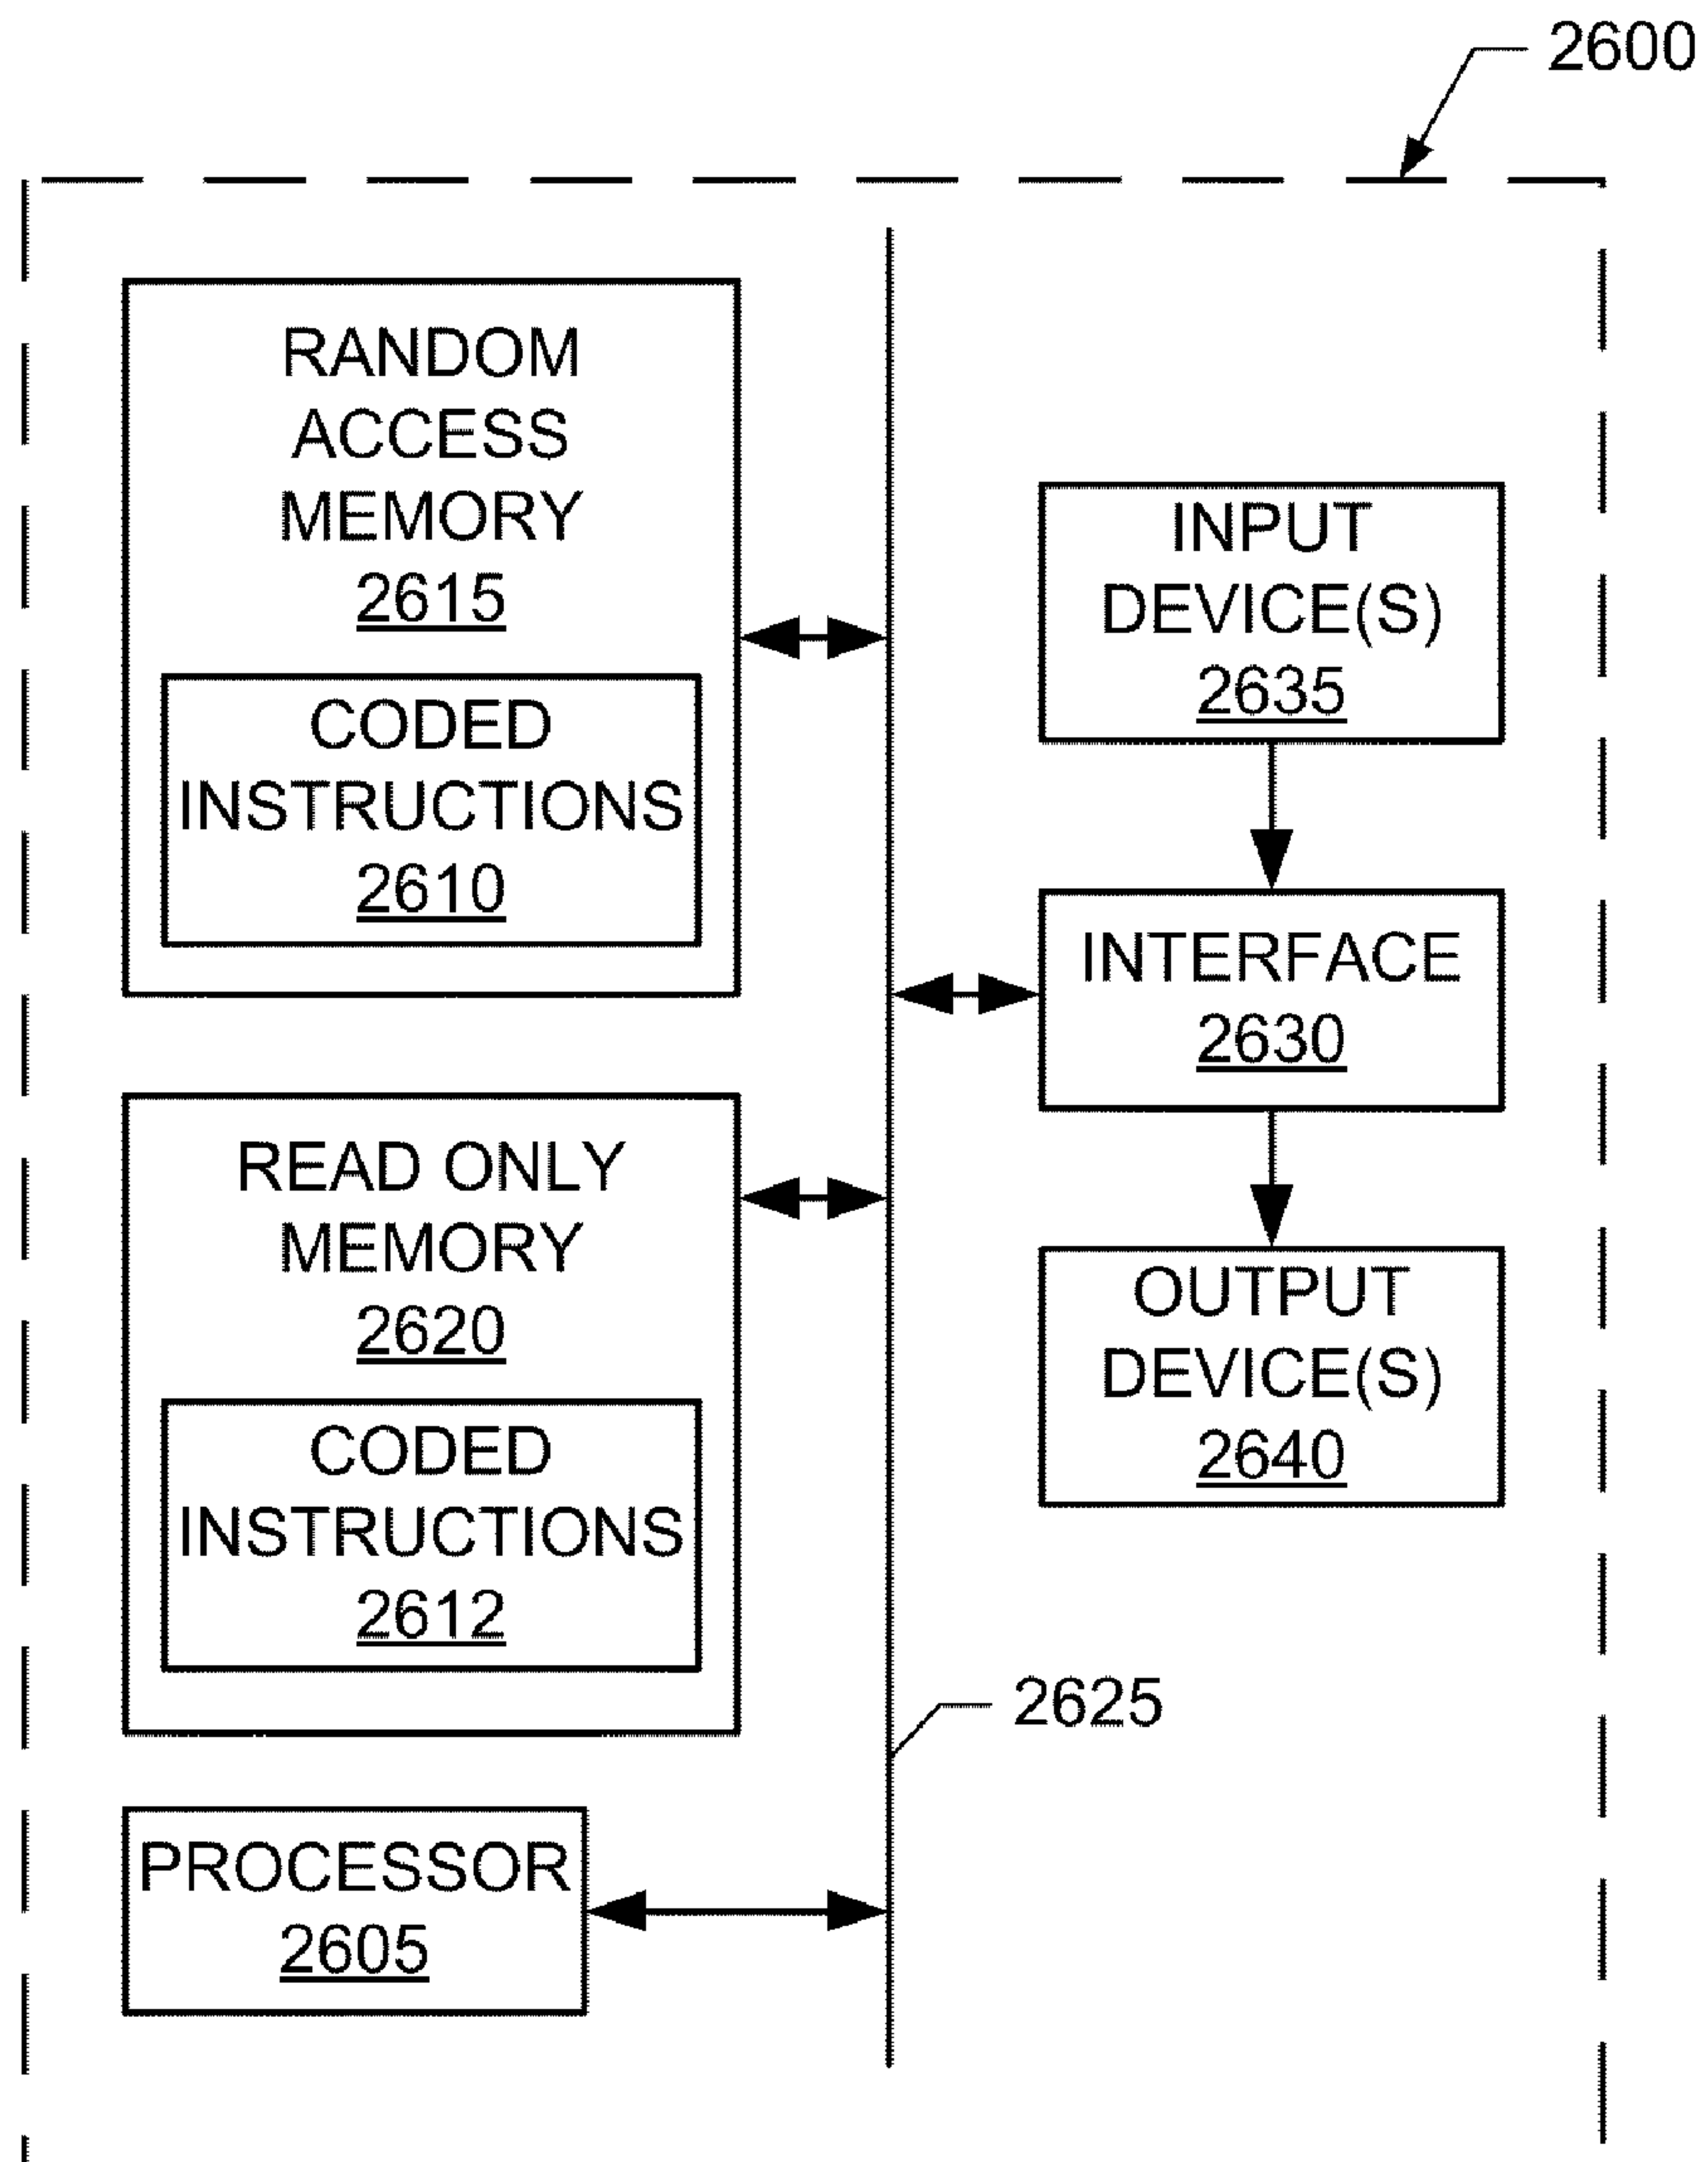 2600
RANDOM
ACCESS
MEMORY
2615
CODED
INSTRUCTIONS
2610
READ ONLY
MEMORY
2620
CODED
INSTRUCTIONS
2612
PROCESSOR
2605
INPUT
DEVICE(S)
2635
INTERFACE
2630
OUTPUT
DEVICE(S)
2640
2625